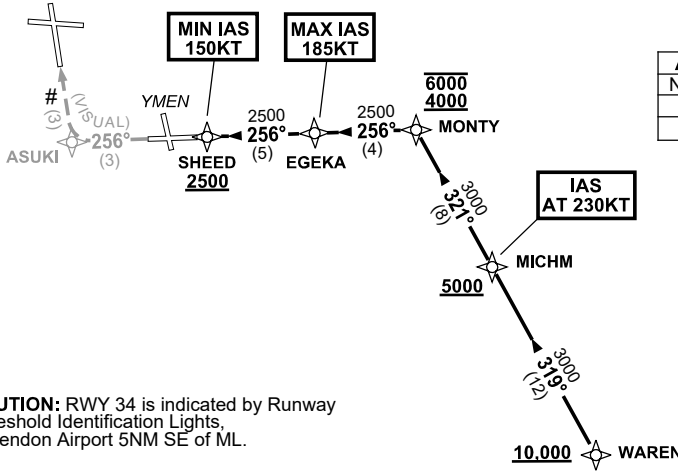 MIN IAS
150KT
MAX IAS
185KT
6000
4000
YMEN
#
(3)
(VISUAL)
256°
(3)
ASUKI
2500
256°
(5)
2500
256°
(4)
MONTY
SHEED
2500
EGEKA
3000
321°
(8)
IAS
AT 230KT
MICHM
5000
3000
319°
(12)
10,000
WAREN
UTION: RWY 34 is indicated by Runway
eshold Identification Lights,
endon Airport 5NM SE of ML.